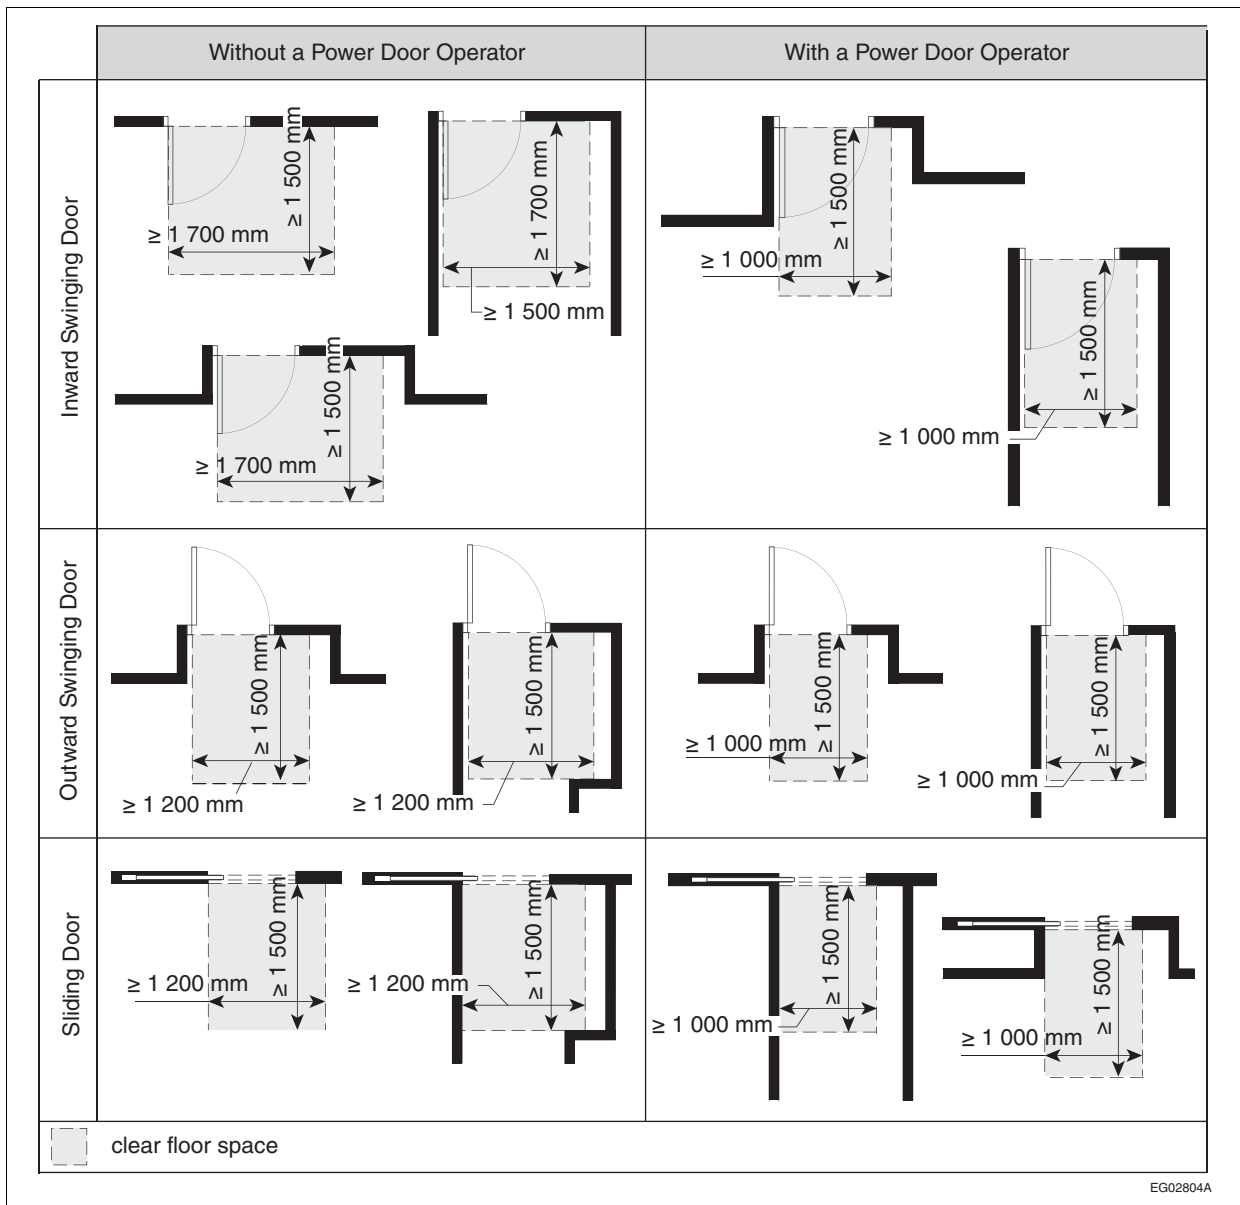 Without a Power Door Operator
With a Power Door Operator
Inward Swinging Door
≥ 1 500 mm
≥ 1 700 mm
≥ 1 700 mm
≥ 1 500 mm
≥ 1 500 mm
≥ 1 700 mm
≥ 1 500 mm
≥ 1 000 mm
≥ 1 500 mm
≥ 1 000 mm
Outward Swinging Door
≥ 1 500 mm
≥ 1 200 mm
≥ 1 500 mm
≥ 1 200 mm
≥ 1 500 mm
≥ 1 000 mm
≥ 1 500 mm
≥ 1 000 mm
Sliding Door
≥ 1 500 mm
≥ 1 200 mm
≥ 1 500 mm
≥ 1 200 mm
≥ 1 500 mm
≥ 1 000 mm
≥ 1 500 mm
≥ 1 000 mm
clear floor space
EG02804A